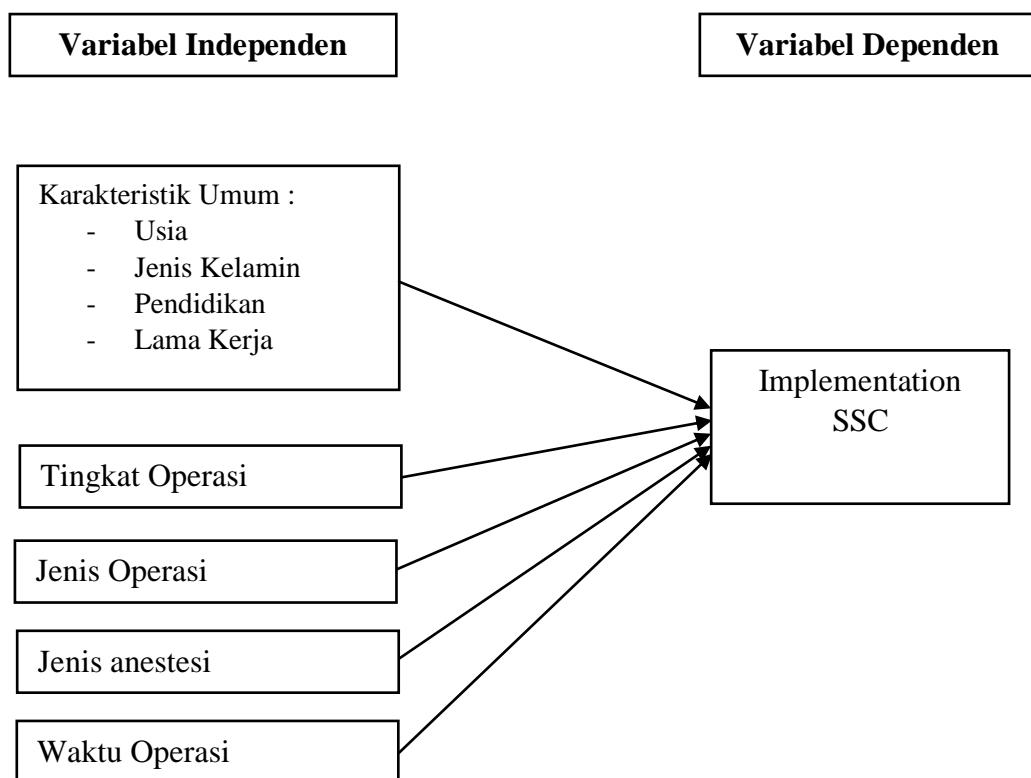 Variabel Independen
Variabel Dependen
Karakteristik Umum :
- Usia
- Jenis Kelamin
- Pendidikan
- Lama Kerja
Implementation
SSC
Tingkat Operasi
Jenis Operasi
Jenis anestesi
Waktu Operasi